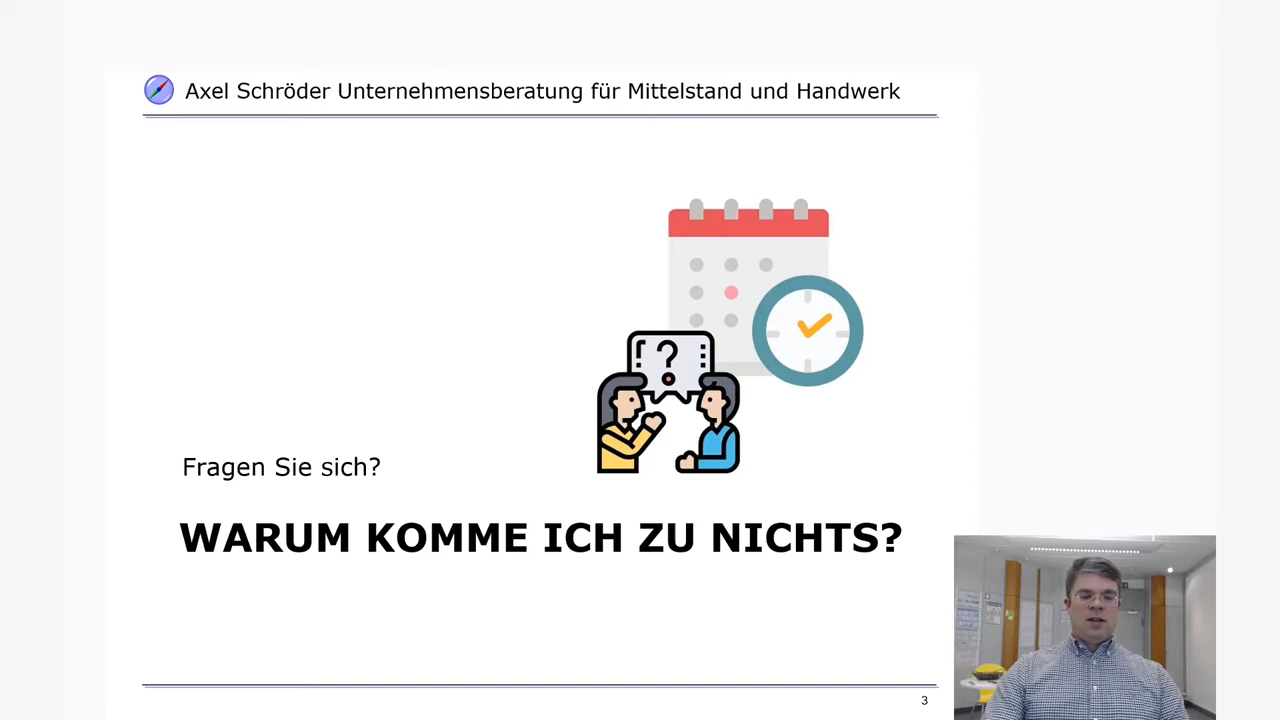 Axel Schröder Unternehmensberatung für Mittelstand und Handwerk
?
Fragen Sie sich?
WARUM KOMME ICH ZU NICHTS?
3